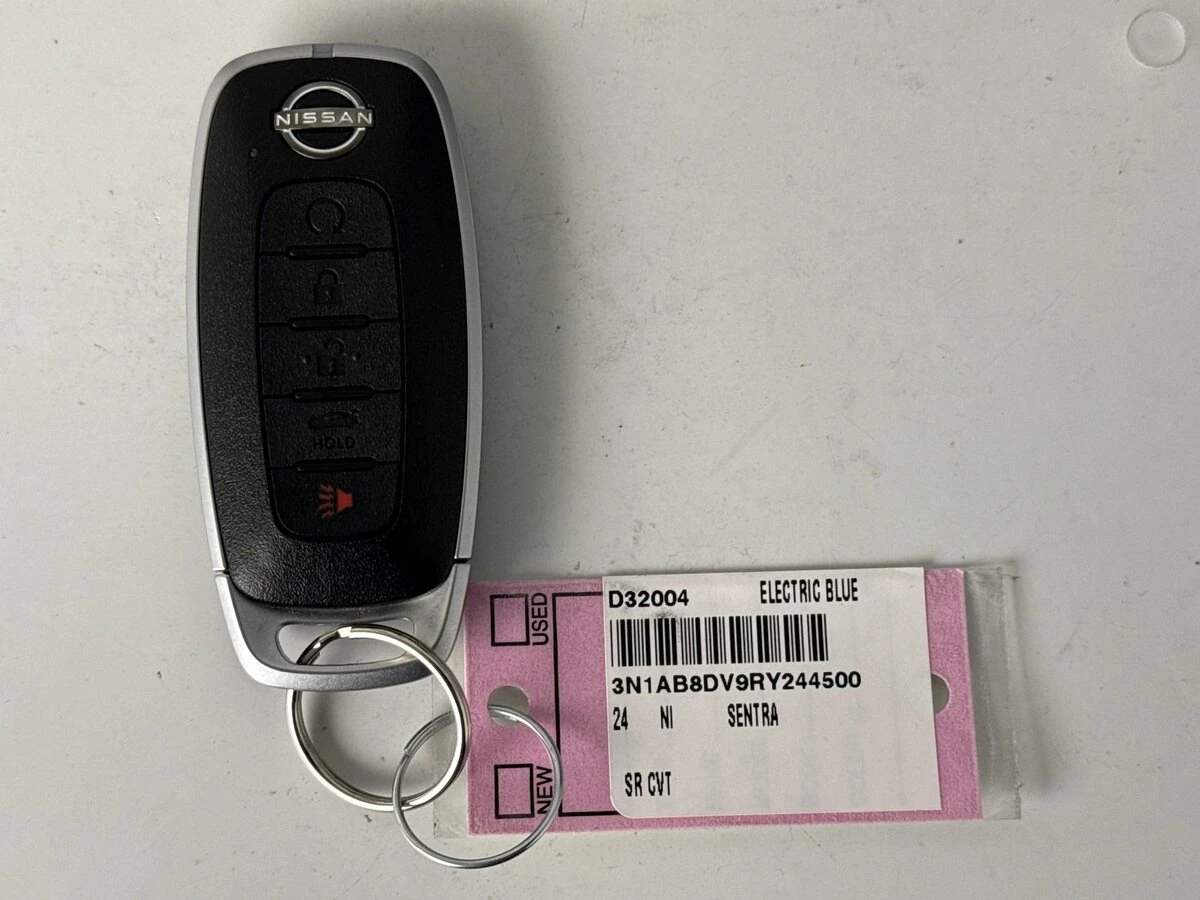 NISSAN
HOLD
USED
NEW
D32004 ELECTRIC BLUE
3N1AB8DV9RY244500
24 NI SENTRA
SR CVT